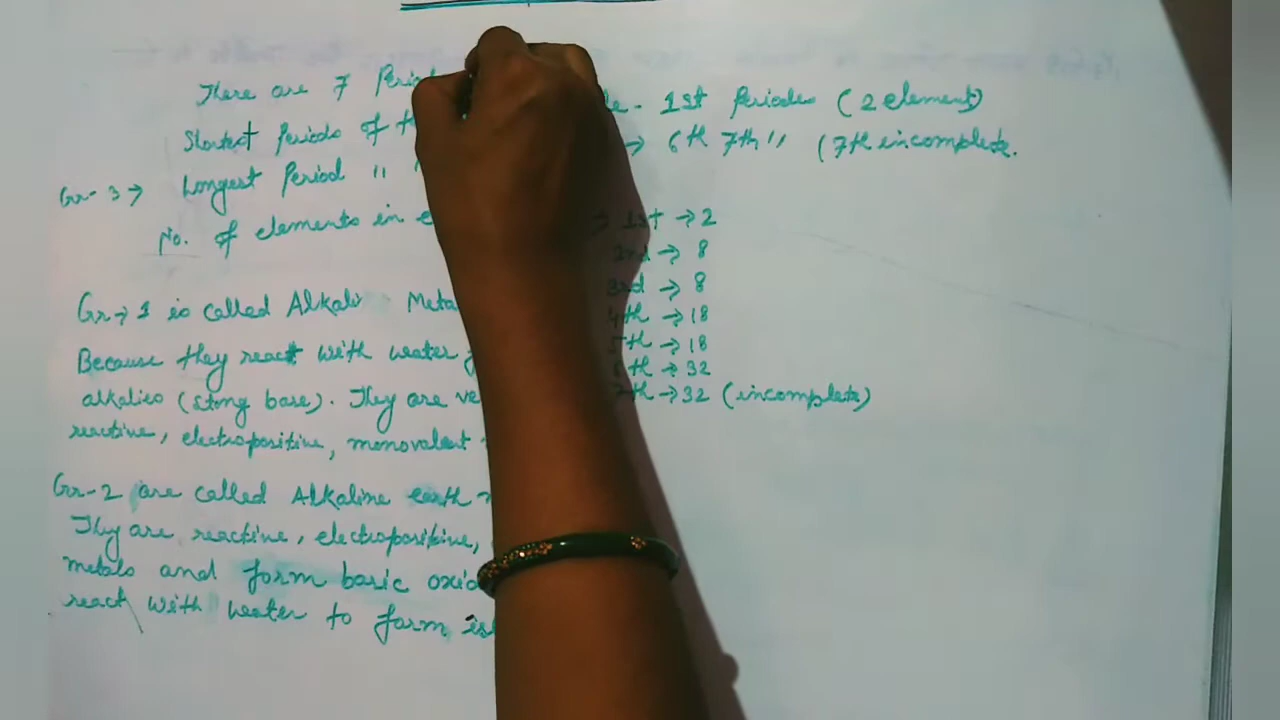 There are 7 Period
1st Periodes (2 element)
Shortest Periods of th
→ 6th 7th " (7th incomplete.
Gr-3→ Longest Period "
No. of elements in e
1st → 2
2nd → 8
3rd → 8
4th → 18
5th → 18
6th → 32
7th → 32 (incomplete)
Gr→1 is called Alkali Meta
Because they react with water
alkalies (strong base). They are ve
reactive, electropositive, monovalent
Gr-2 are called Alkaline earth
They are reactive, electropositive,
metals and form basic oxid
react with water to form